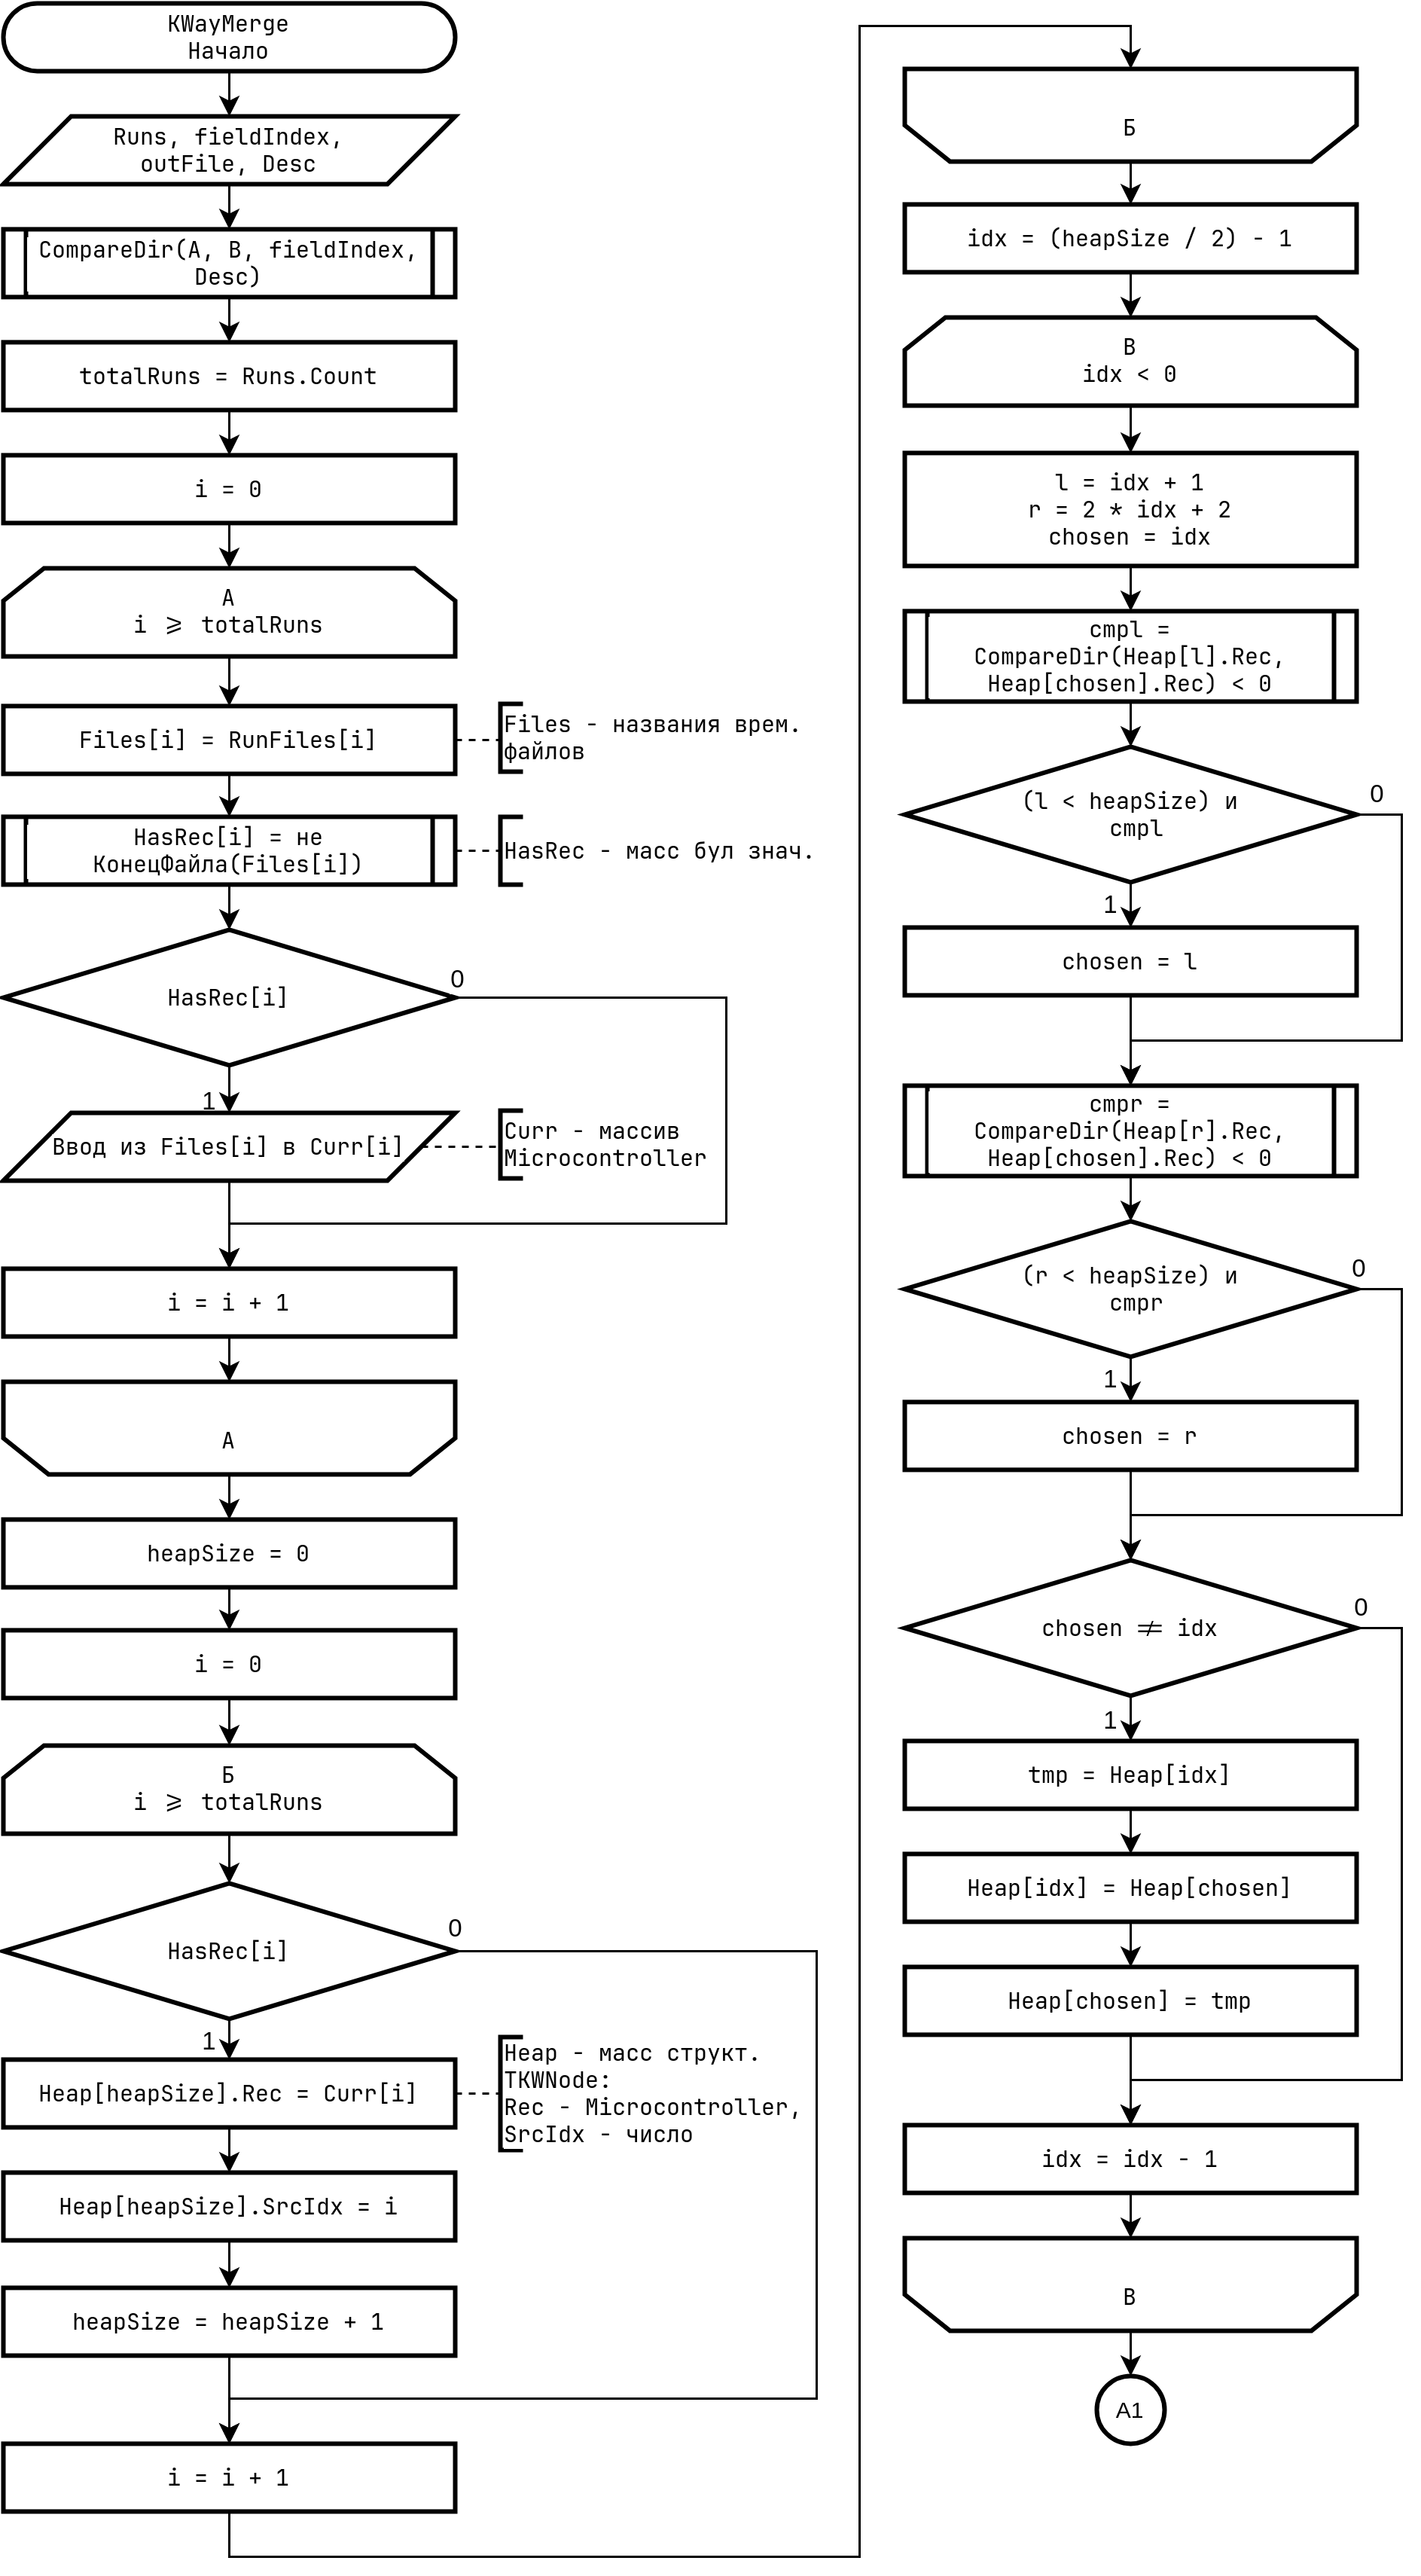 KWayMerge
Начало
Runs, fieldIndex,
outFile, Desc
CompareDir(A, B, fieldIndex,
Desc)
totalRuns = Runs.Count
i = 0
А
i ⩾ totalRuns
Files[i] = RunFiles[i]
Files - названия врем.
файлов
HasRec[i] = не
КонецФайла(Files[i])
HasRec - масс бул знач.
HasRec[i]
0
1
Ввод из Files[i] в Curr[i]
Curr - массив
Microcontroller
i = i + 1
А
heapSize = 0
i = 0
Б
i ⩾ totalRuns
HasRec[i]
0
1
Heap[heapSize].Rec = Curr[i]
Heap - масс структ.
TKWNode:
Rec - Microcontroller,
SrcIdx - число
Heap[heapSize].SrcIdx = i
heapSize = heapSize + 1
i = i + 1
Б
idx = (heapSize / 2) - 1
В
idx < 0
l = idx + 1
r = 2 * idx + 2
chosen = idx
cmpl =
CompareDir(Heap[l].Rec,
Heap[chosen].Rec) < 0
(l < heapSize) и
cmpl
0
1
chosen = l
cmpr =
CompareDir(Heap[r].Rec,
Heap[chosen].Rec) < 0
(r < heapSize) и
cmpr
0
1
chosen = r
chosen ≠ idx
0
1
tmp = Heap[idx]
Heap[idx] = Heap[chosen]
Heap[chosen] = tmp
idx = idx - 1
В
А1